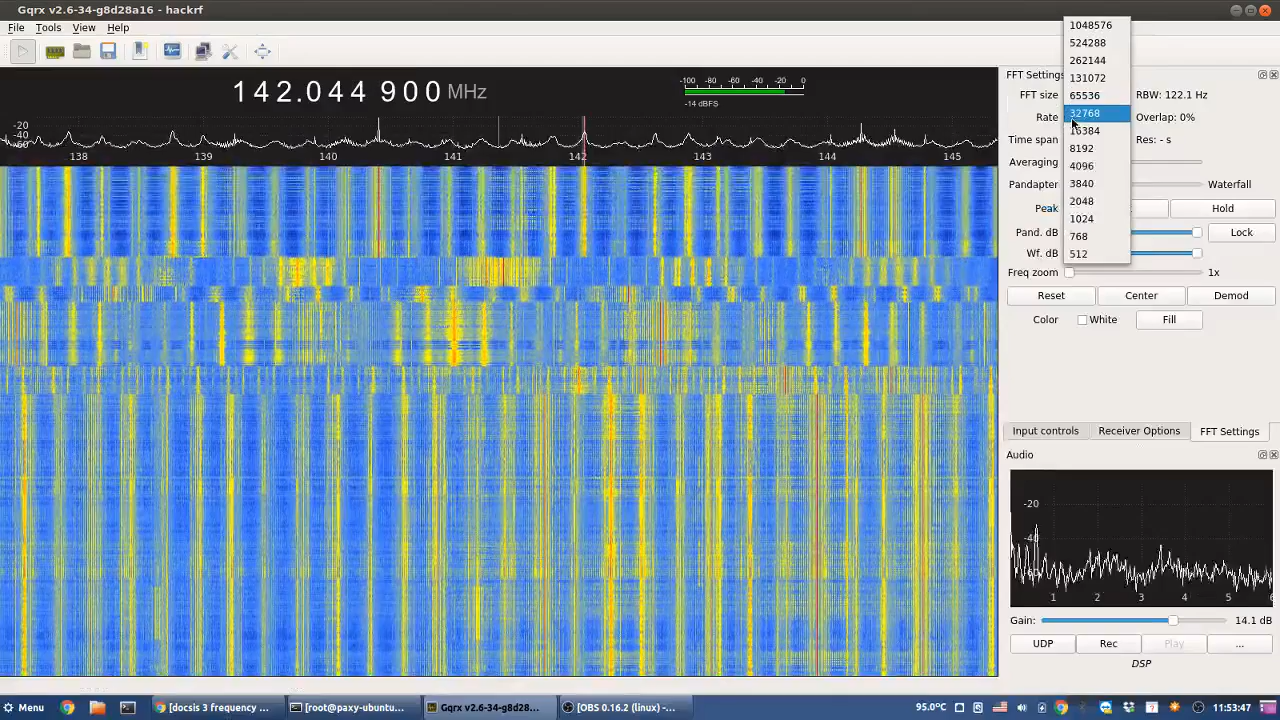 Gqrx v2.6-34-g8d28a16 - hackrf
File Tools View Help
142.044 900 MHz
-100 -80 -60 -40 -20 0
-14 dBFS
-20
138 139 140 141 142 143 144 145
1048576
524288
262144
131072
65536
32768
16384
8192
4096
3840
2048
1024
768
512
FFT Settings
FFT size RBW: 122.1 Hz
Rate Overlap: 0%
Time span Res: - s
Averaging
Pandapter Waterfall
Peak Hold
Pand. dB Lock
Wf. dB
Freq zoom 1x
Reset Center Demod
Color White Fill
Input controls Receiver Options FFT Settings
Audio
-20
1 2 3 4 5 6
Gain: 14.1 dB
UDP Rec Play ...
DSP
Menu [docsis 3 frequency ... [root@paxy-ubuntu... Gqrx v2.6-34-g8d28... [OBS 0.16.2 (linux) -... 95.0°C 11:53:47